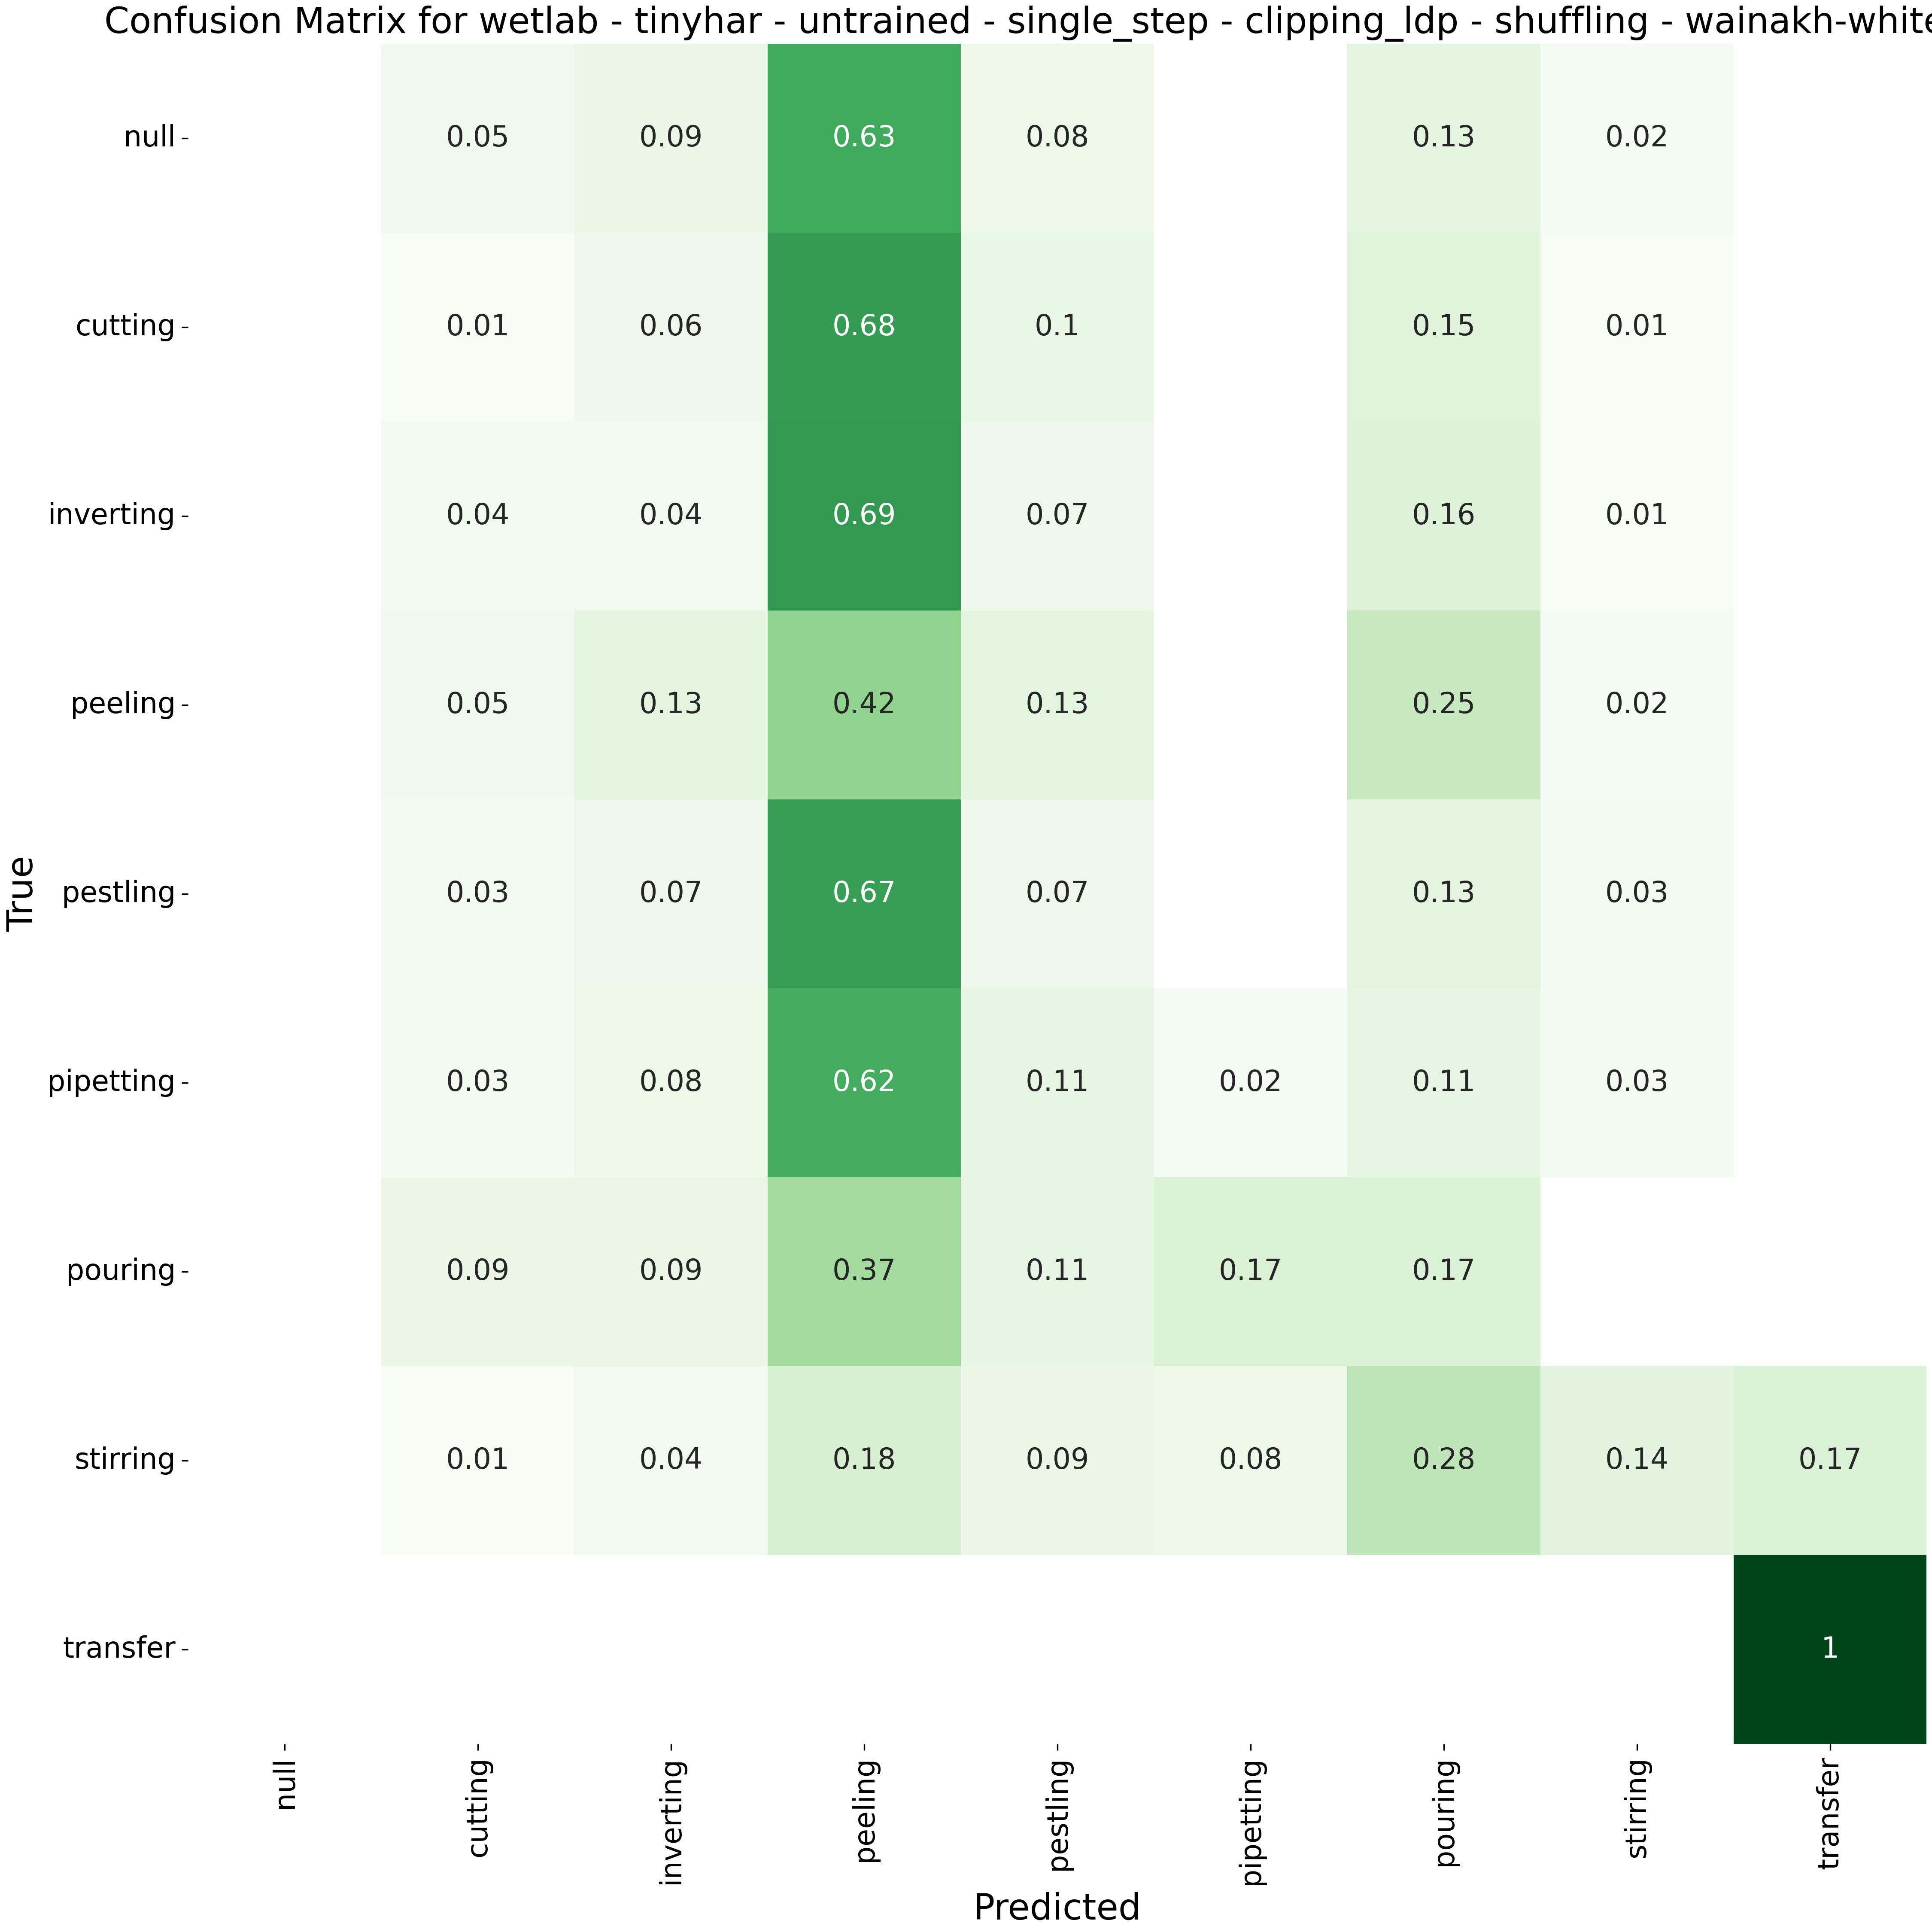 Confusion Matrix for wetlab - tinyhar - untrained - single_step - clipping_ldp - shuffling - wainakh-white
null 0.05 0.09 0.63 0.08 0.13 0.02
cutting 0.01 0.06 0.68 0.1 0.15 0.01
inverting 0.04 0.04 0.69 0.07 0.16 0.01
peeling 0.05 0.13 0.42 0.13 0.25 0.02
pestling 0.03 0.07 0.67 0.07 0.13 0.03
pipetting 0.03 0.08 0.62 0.11 0.02 0.11 0.03
pouring 0.09 0.09 0.37 0.11 0.17 0.17
stirring 0.01 0.04 0.18 0.09 0.08 0.28 0.14 0.17
transfer 1
True
null cutting inverting peeling pestling pipetting pouring stirring transfer
Predicted